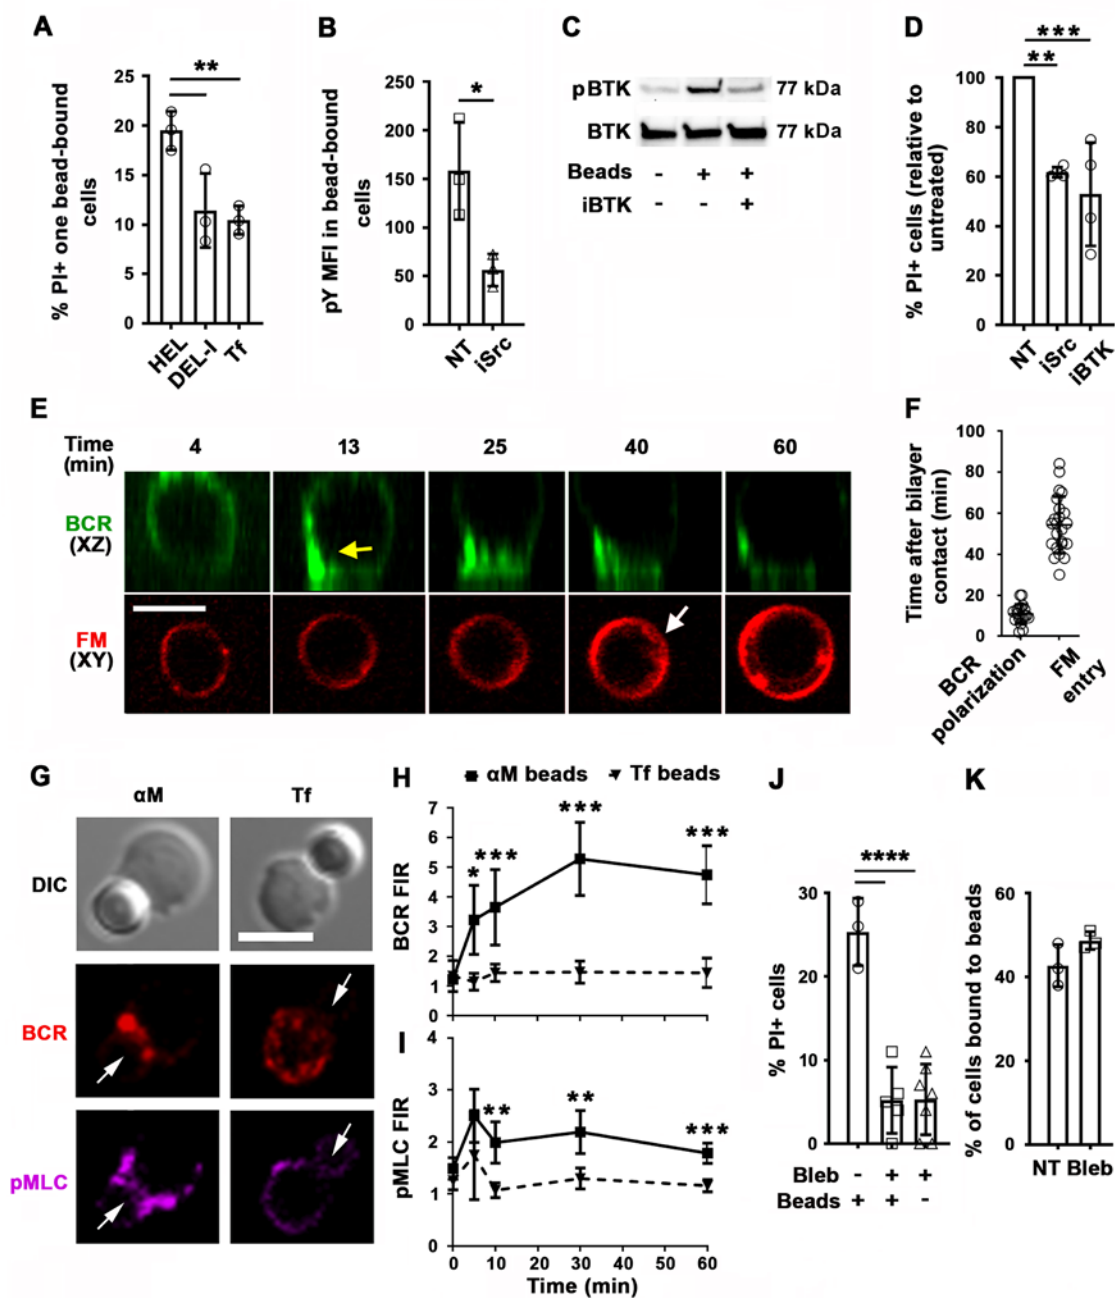 A
% PI+ one bead-bound
cells
25
20
15
10
5
0
**
HEL
DEL-I
Tf
B
pY MFI in bead-bound
cells
250
200
150
100
50
0
*
NT
iSrc
C
pBTK
77 kDa
BTK
77 kDa
Beads - + +
iBTK - - +
D
% PI+ cells (relative to
untreated)
100
80
60
40
20
0
***
**
NT
iSrc
iBTK
E
Time
(min)
4 13 25 40 60
BCR
(XZ)
FM
(XY)
F
Time after bilayer
contact (min)
100
80
60
40
20
0
BCR
polarization
FM
entry
G
αM
Tf
DIC
BCR
pMLC
αM beads
Tf beads
H
BCR FIR
7
6
5
4
3
2
1
0
* *** *** ***
I
pMLC FIR
4
3
2
1
0
** ** ***
0 10 20 30 40 50 60
Time (min)
J
% PI+ cells
30
20
10
0
****
Bleb - + +
Beads + + -
K
% of cells bound to beads
60
40
20
0
NT Bleb